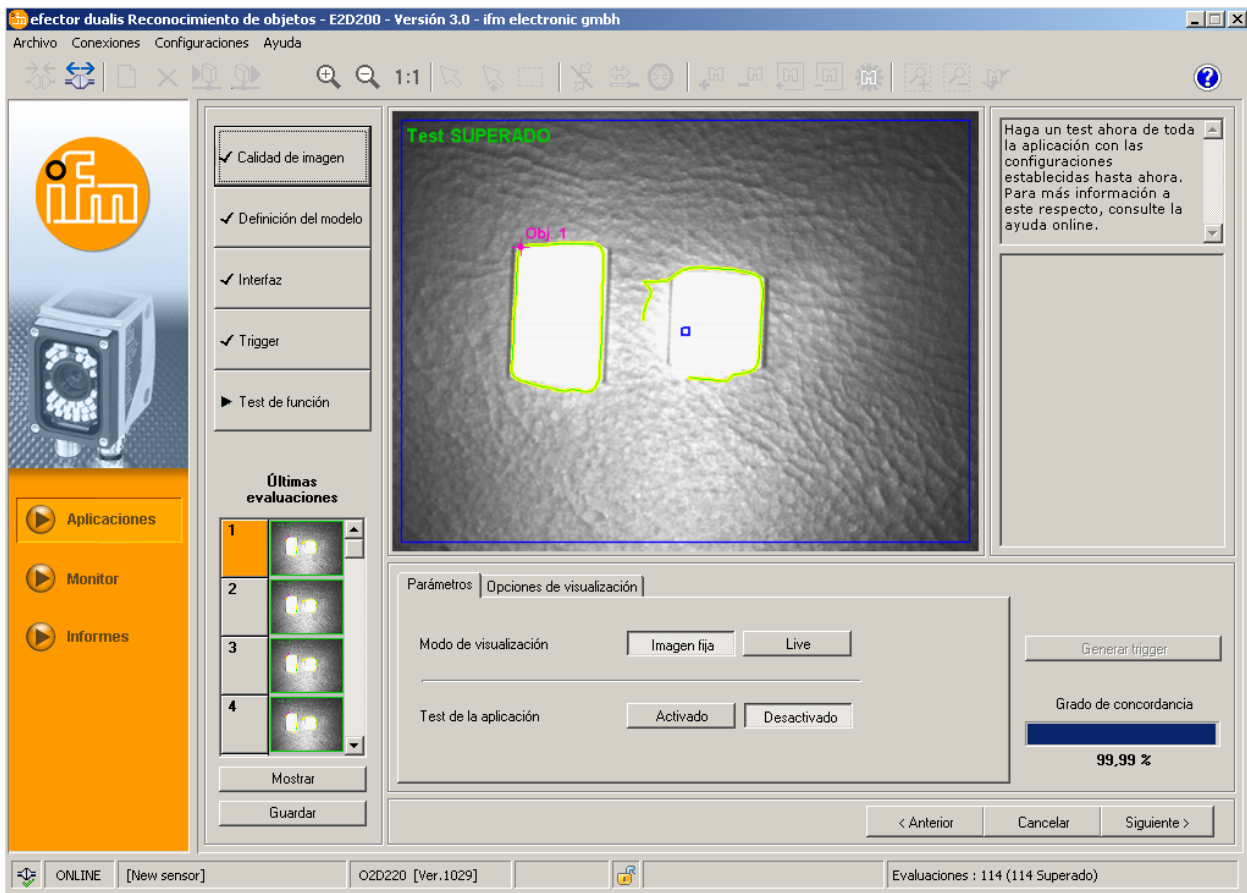 efector dualis Reconocimiento de objetos - E2D200 - Versión 3.0 - ifm electronic gmbh
Archivo Conexiones Configuraciones Ayuda
1:1
ifm
Calidad de imagen
Definición del modelo
Interfaz
Trigger
Test de función
Últimas
evaluaciones
1
2
3
4
Mostrar
Guardar
Aplicaciones
Monitor
Informes
Test SUPERADO
Obj. 1
Haga un test ahora de toda
la aplicación con las
configuraciones
establecidas hasta ahora.
Para más información a
este respecto, consulte la
ayuda online.
Parámetros Opciones de visualización
Modo de visualización Imagen fija Live
Test de la aplicación Activado Desactivado
Generar trigger
Grado de concordancia
99,99 %
< Anterior Cancelar Siguiente >
ONLINE [New sensor] O2D220 [Ver.1029] Evaluaciones : 114 (114 Superado)